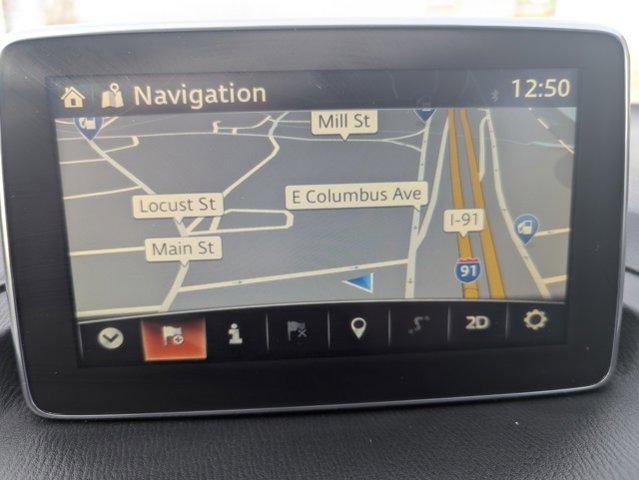 Navigation
12:50
Mill St
E Columbus Ave
Locust St
I-91
Main St
91
2D